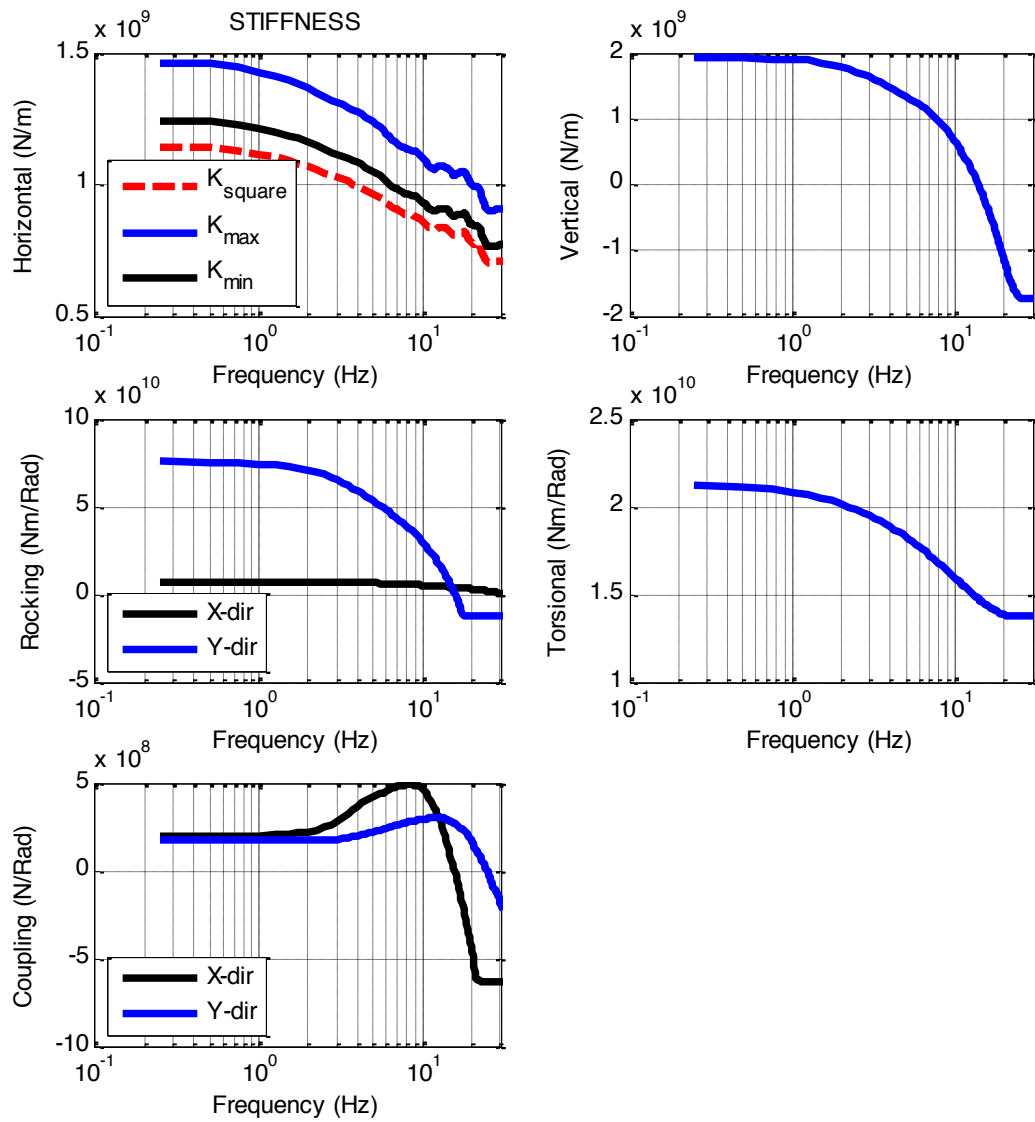 STIFFNESS
x 10^9
1.5
1
0.5
Horizontal (N/m)
K_square
K_max
K_min
10^-1
10^0
10^1
Frequency (Hz)
x 10^9
2
1
0
-1
-2
Vertical (N/m)
10^-1
10^0
10^1
Frequency (Hz)
x 10^10
10
5
0
-5
Rocking (Nm/Rad)
X-dir
Y-dir
10^-1
10^0
10^1
Frequency (Hz)
x 10^10
2.5
2
1.5
1
Torsional (Nm/Rad)
10^-1
10^0
10^1
Frequency (Hz)
x 10^8
5
0
-5
-10
Coupling (N/Rad)
X-dir
Y-dir
10^-1
10^0
10^1
Frequency (Hz)